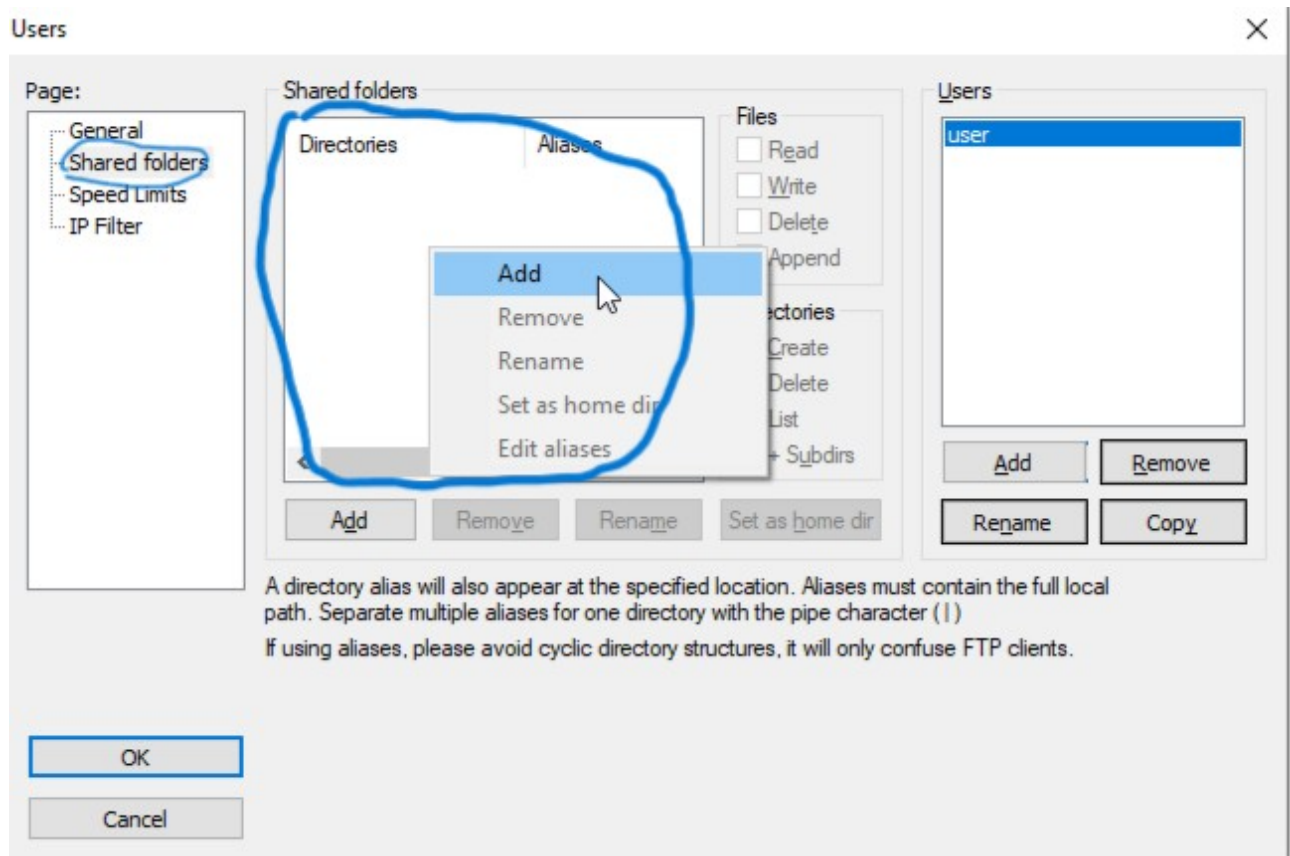 Users
Page:
General
Shared folders
Speed Limits
IP Filter
Shared folders
Directories
Aliases
Add
Remove
Rename
Set as home dir
Edit aliases
Files
Read
Write
Delete
Append
ectories
Create
Delete
List
+ Subdirs
Add
Remove
Rename
Set as home dir
Users
user
Add
Remove
Rename
Copy
A directory alias will also appear at the specified location. Aliases must contain the full local
path. Separate multiple aliases for one directory with the pipe character (|)
If using aliases, please avoid cyclic directory structures, it will only confuse FTP clients.
OK
Cancel